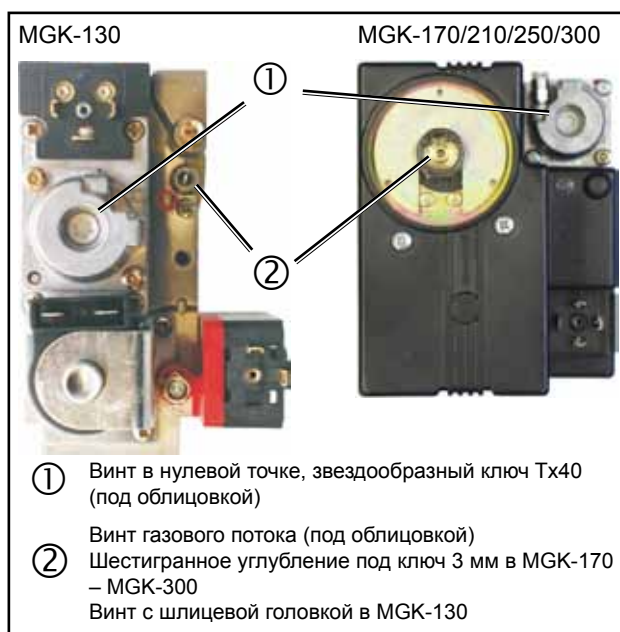 MGK-130
MGK-170/210/250/300
①
②
① Винт в нулевой точке, звездообразный ключ Tx40
(под облицовкой)
Винт газового потока (под облицовкой)
② Шестигранное углубление под ключ 3 мм в MGK-170
– MGK-300
Винт с шлицевой головкой в MGK-130